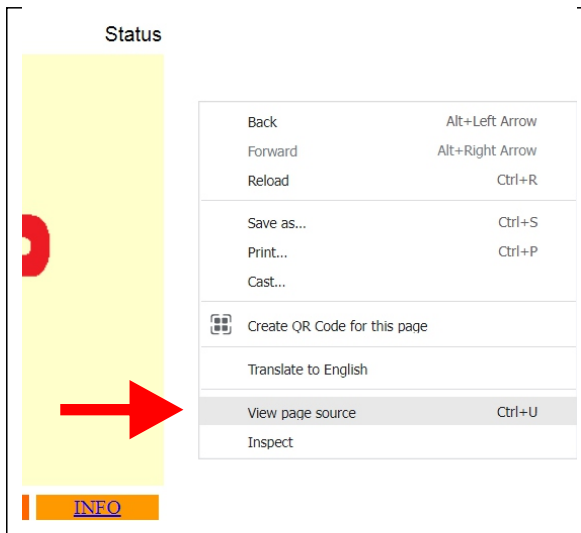 Status
Back Alt+Left Arrow
Forward Alt+Right Arrow
Reload Ctrl+R
Save as... Ctrl+S
Print... Ctrl+P
Cast...
Create QR Code for this page
Translate to English
View page source Ctrl+U
Inspect
INFO